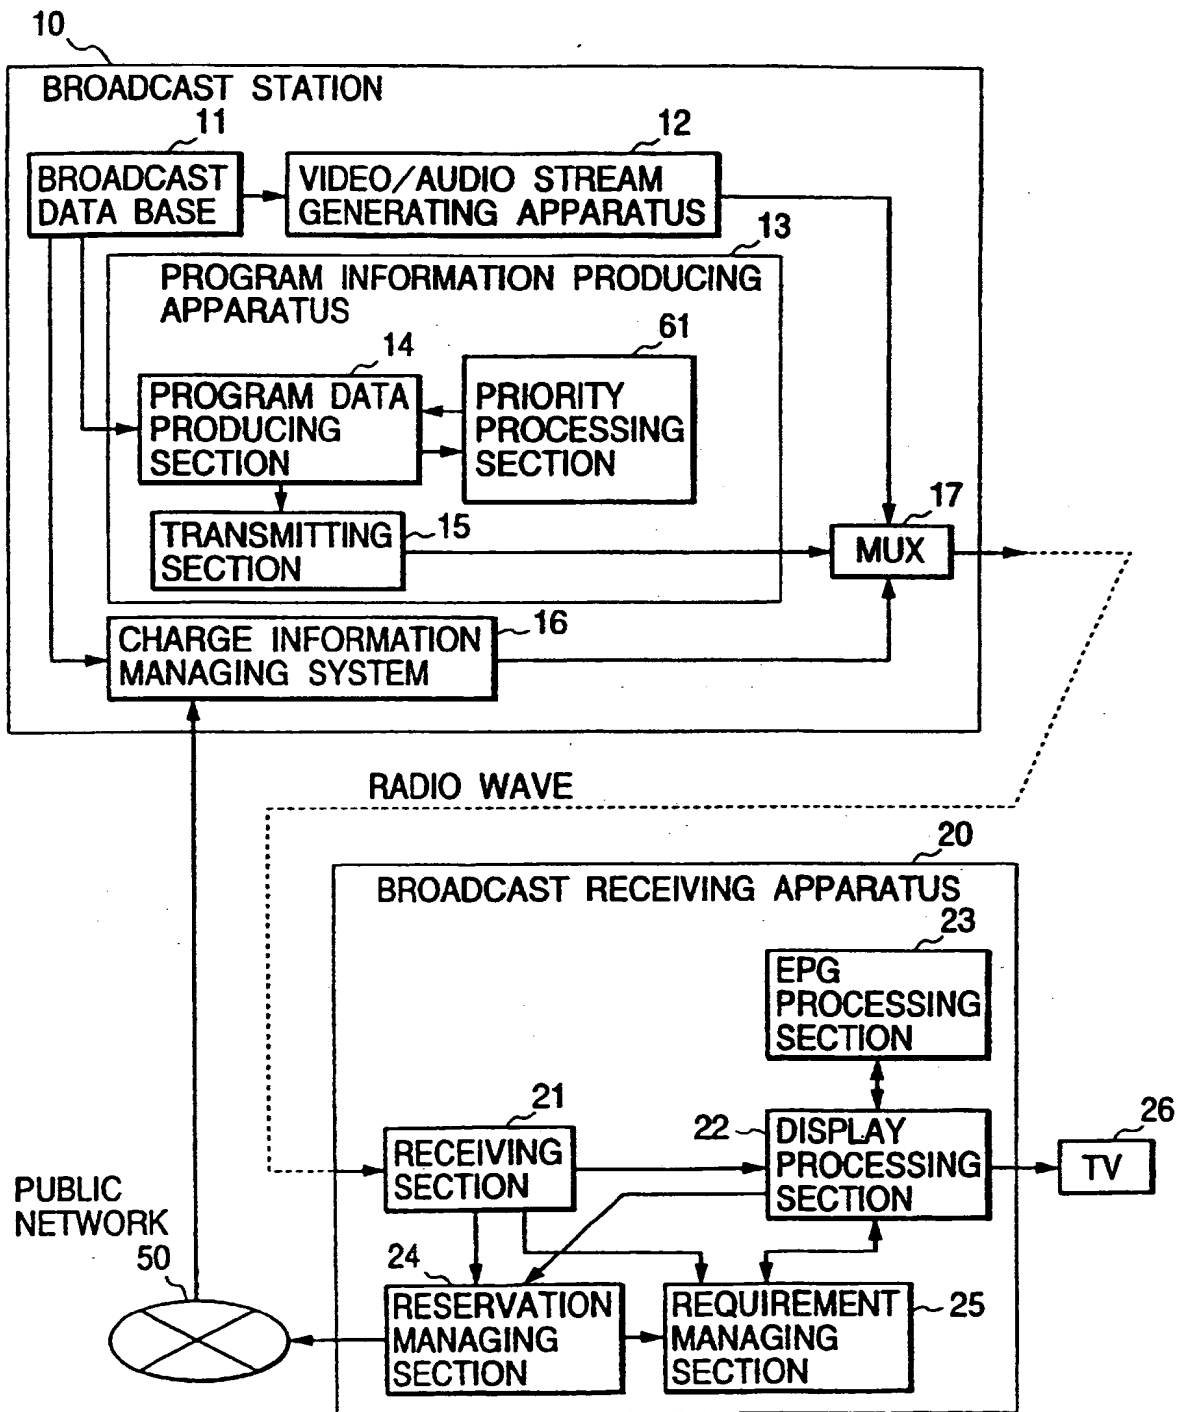 10
BROADCAST STATION
11
12
BROADCAST
DATA BASE
VIDEO/AUDIO STREAM
GENERATING APPARATUS
13
PROGRAM INFORMATION PRODUCING
APPARATUS
14
61
PROGRAM DATA
PRODUCING
SECTION
PRIORITY
PROCESSING
SECTION
TRANSMITTING
SECTION
15
17
MUX
CHARGE INFORMATION
MANAGING SYSTEM
16
RADIO WAVE
20
BROADCAST RECEIVING APPARATUS
23
EPG
PROCESSING
SECTION
21
RECEIVING
SECTION
22
DISPLAY
PROCESSING
SECTION
26
TV
PUBLIC
NETWORK
50
24
RESERVATION
MANAGING
SECTION
REQUIREMENT
MANAGING
SECTION
25